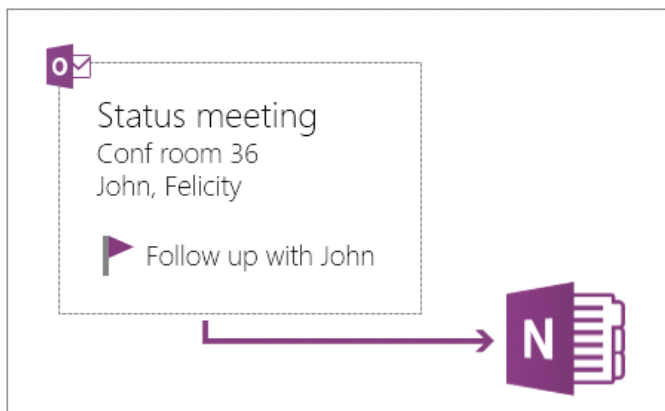 O
Status meeting
Conf room 36
John, Felicity
Follow up with John
N